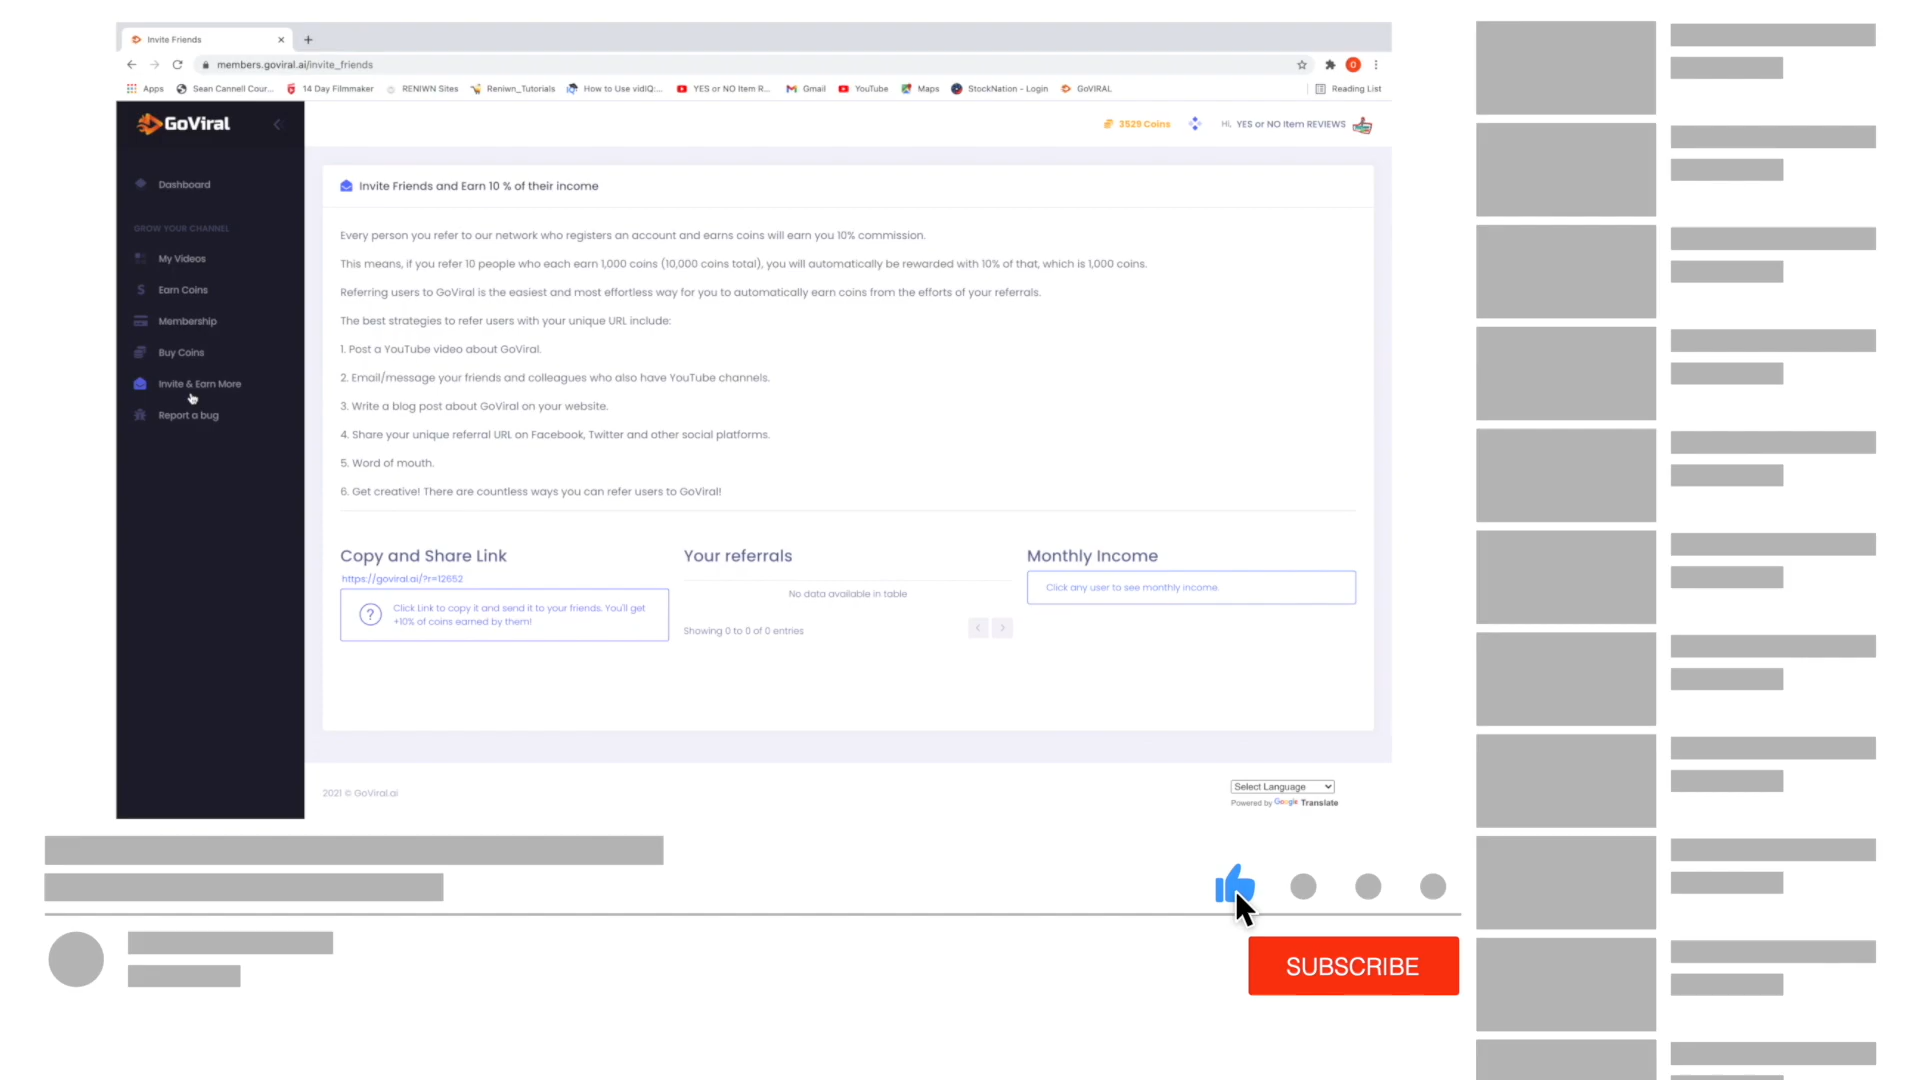 Invite Friends
members.goviral.ai/invite_friends
Apps
Sean Cannell Cour...
14 Day Filmmaker
RENIWN Sites
Reniwn_Tutorials
How to Use vidIQ:...
YES or NO Item R...
Gmail
YouTube
Maps
StockNation - Login
GoVIRAL
Reading List
GoViral
3529 Coins
Hi, YES or NO Item REVIEWS
Dashboard
GROW YOUR CHANNEL
My Videos
Earn Coins
Membership
Buy Coins
Invite & Earn More
Report a bug
Invite Friends and Earn 10 % of their income
Every person you refer to our network who registers an account and earns coins will earn you 10% commission.
This means, if you refer 10 people who each earn 1,000 coins (10,000 coins total), you will automatically be rewarded with 10% of that, which is 1,000 coins.
Referring users to GoViral is the easiest and most effortless way for you to automatically earn coins from the efforts of your referrals.
The best strategies to refer users with your unique URL include:
1. Post a YouTube video about GoViral.
2. Email/message your friends and colleagues who also have YouTube channels.
3. Write a blog post about GoViral on your website.
4. Share your unique referral URL on Facebook, Twitter and other social platforms.
5. Word of mouth.
6. Get creative! There are countless ways you can refer users to GoViral!
Copy and Share Link
https://goviral.ai/?r=12652
Click Link to copy it and send it to your friends. You'll get
+10% of coins earned by them!
Your referrals
No data available in table
Showing 0 to 0 of 0 entries
Monthly Income
Click any user to see monthly income.
2021 © GoViral.ai
Select Language
Powered by Google Translate
SUBSCRIBE